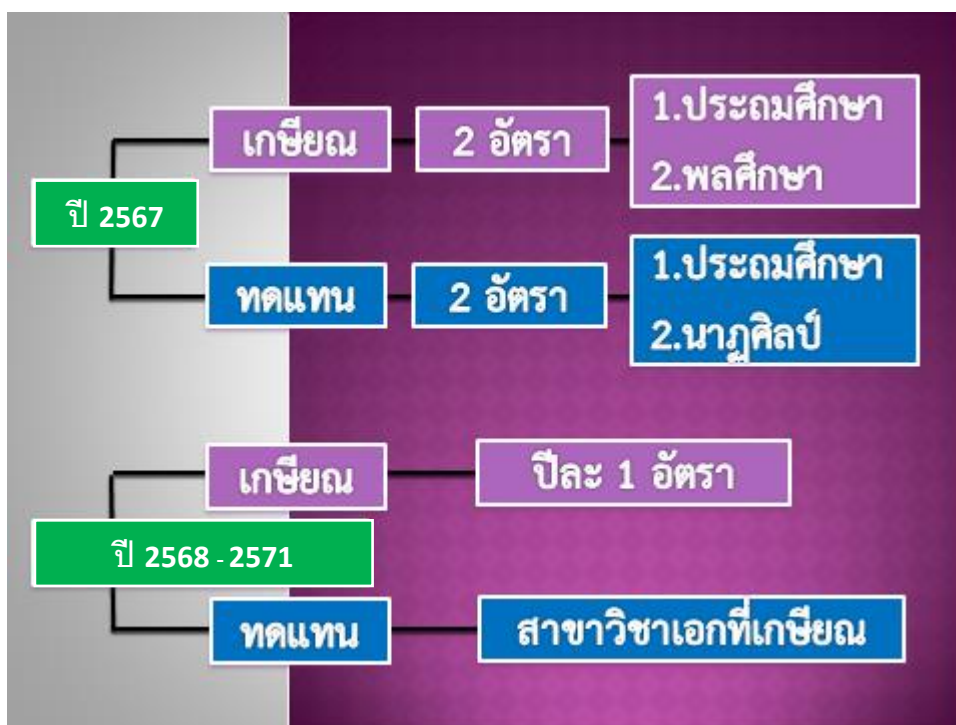 เกษียณ
2 อัตรา
1.ประถมศึกษา
2.พลศึกษา
ปี 2567
ทดแทน
2 อัตรา
1.ประถมศึกษา
2.นาฏศิลป์
เกษียณ
ปีละ 1 อัตรา
ปี 2568 - 2571
ทดแทน
สาขาวิชาเอกที่เกษียณ